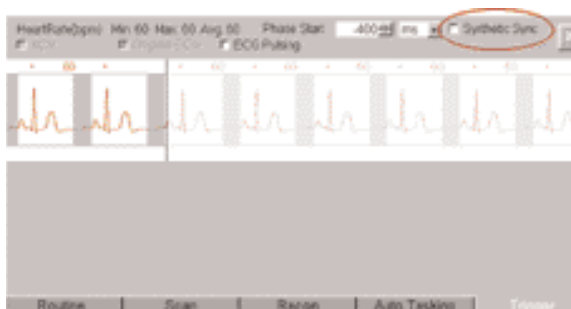 HeartRate(bpm) Min: 60 Max: 60 Avg: 60 Phase Start -400 ms Synthetic Sync
ECG Pulsing
60
Routine Scan Recon Auto Tasking Trigger